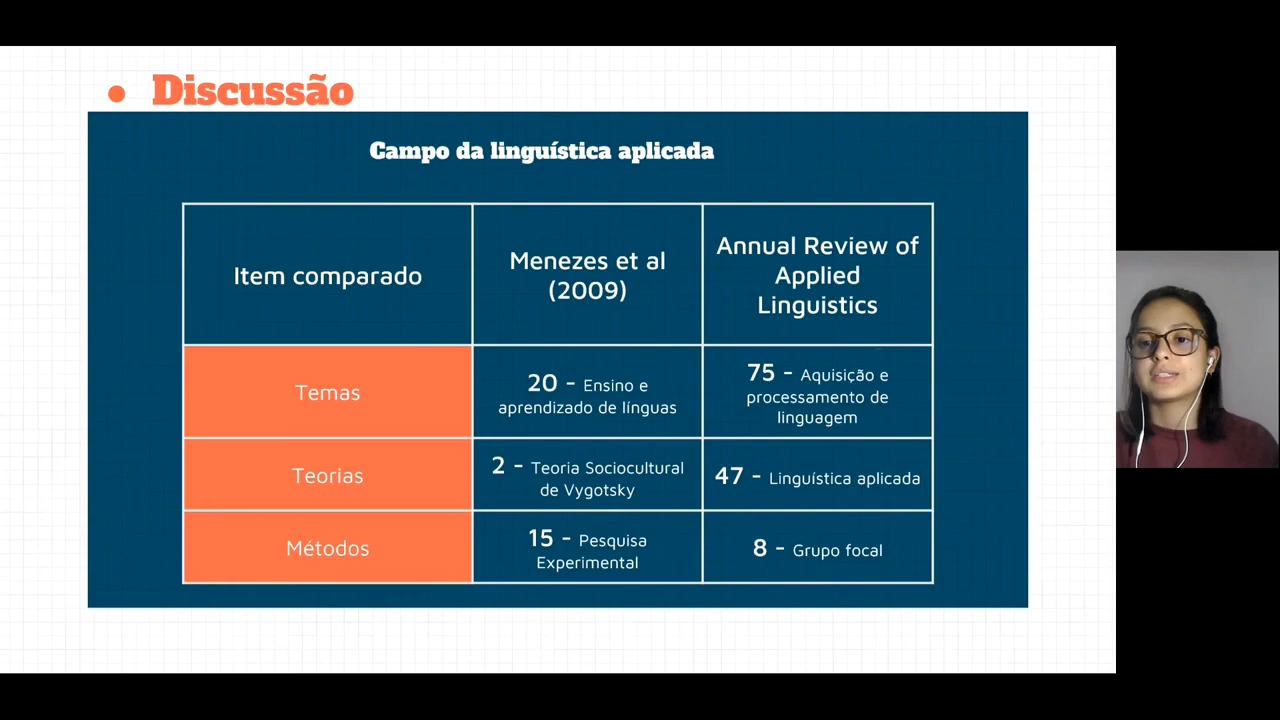 • Discussão
Campo da linguística aplicada
Item comparado
Menezes et al
(2009)
Annual Review of
Applied
Linguistics
Temas
20 - Ensino e
aprendizado de línguas
75 - Aquisição e
processamento de
linguagem
Teorias
2 - Teoria Sociocultural
de Vygotsky
47 - Linguística aplicada
Métodos
15 - Pesquisa
Experimental
8 - Grupo focal